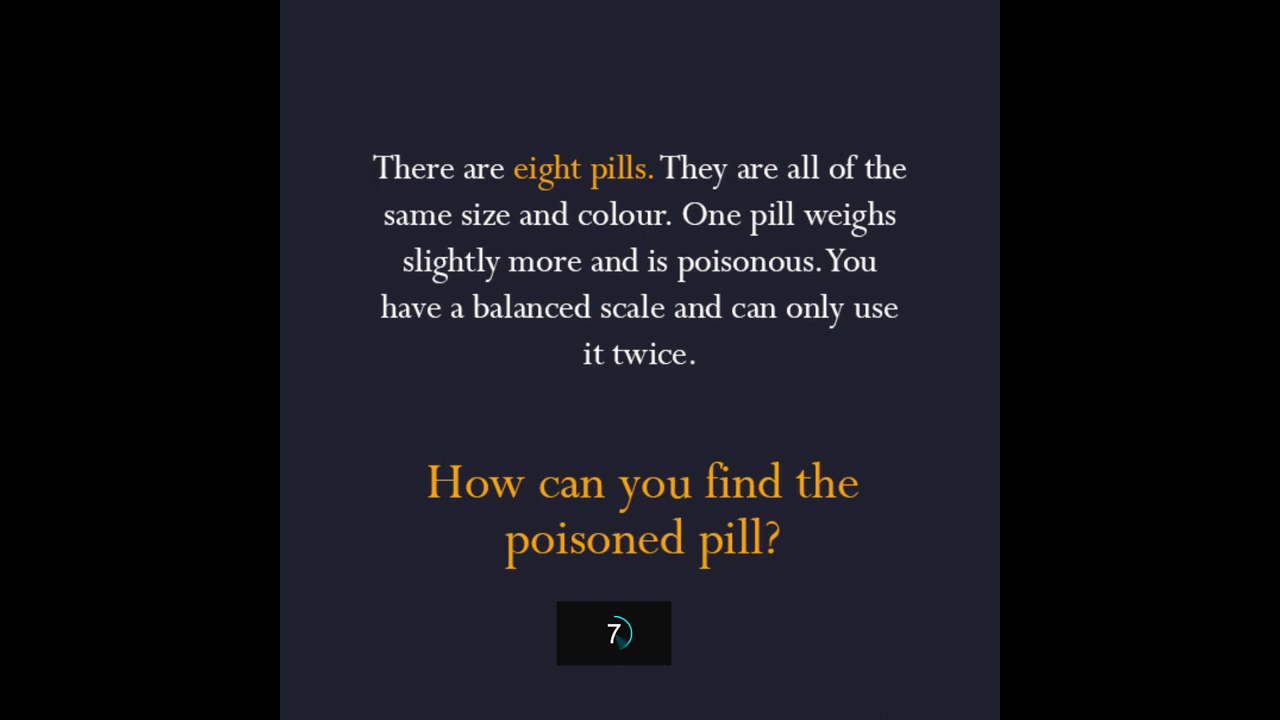 There are eight pills. They are all of the
same size and colour. One pill weighs
slightly more and is poisonous. You
have a balanced scale and can only use
it twice.
How can you find the
poisoned pill?
7